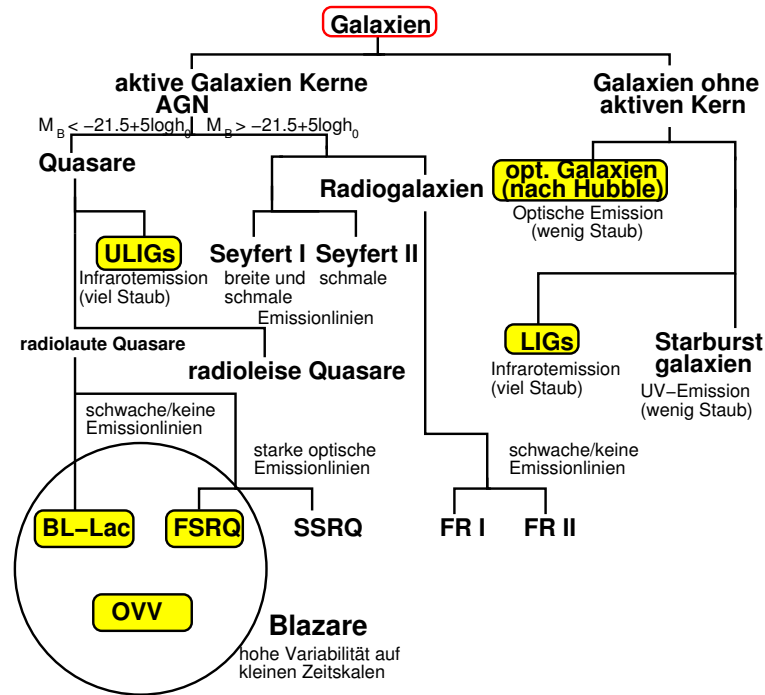 Galaxien
aktive Galaxien Kerne
AGN
Galaxien ohne
aktiven Kern
M_B < −21.5+5logh_0 M_B > −21.5+5logh_0
Quasare
Radiogalaxien
opt. Galaxien
(nach Hubble)
Optische Emission
(wenig Staub)
ULIGs
Infrarotemission
(viel Staub)
Seyfert I
breite und
schmale
Seyfert II
schmale
Emissionlinien
radiolaute Quasare
radioleise Quasare
LIGs
Infrarotemission
(viel Staub)
Starburst
galaxien
UV−Emission
(wenig Staub)
schwache/keine
Emissionlinien
starke optische
Emissionlinien
schwache/keine
Emissionlinien
BL−Lac
FSRQ
SSRQ
FR I
FR II
OVV
Blazare
hohe Variabilität auf
kleinen Zeitskalen